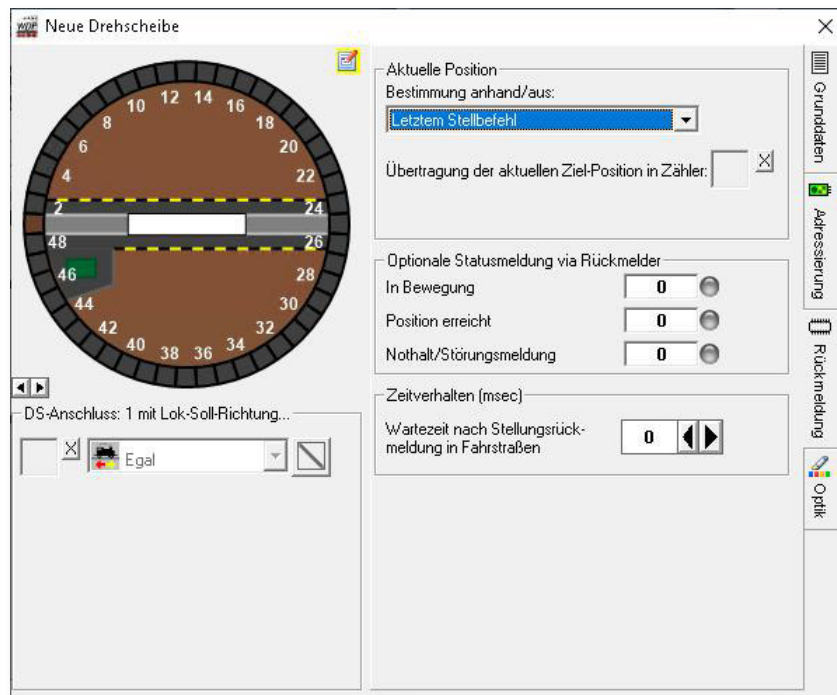 WDP Neue Drehscheibe
2
4
6
8
10
12
14
16
18
20
22
24
26
28
30
32
34
36
38
40
42
44
46
48
DS-Anschluss: 1 mit Lok-Soll-Richtung...
X
Egal
Aktuelle Position
Bestimmung anhand/aus:
Letztem Stellbefehl
Übertragung der aktuellen Ziel-Position in Zähler: X
Optionale Statusmeldung via Rückmelder
In Bewegung 0
Position erreicht 0
Nothalt/Störungsmeldung 0
Zeitverhalten (msec)
Wartezeit nach Stellungsrück-
meldung in Fahrstraßen 0
Grunddaten
Adressierung
Rückmeldung
Optik